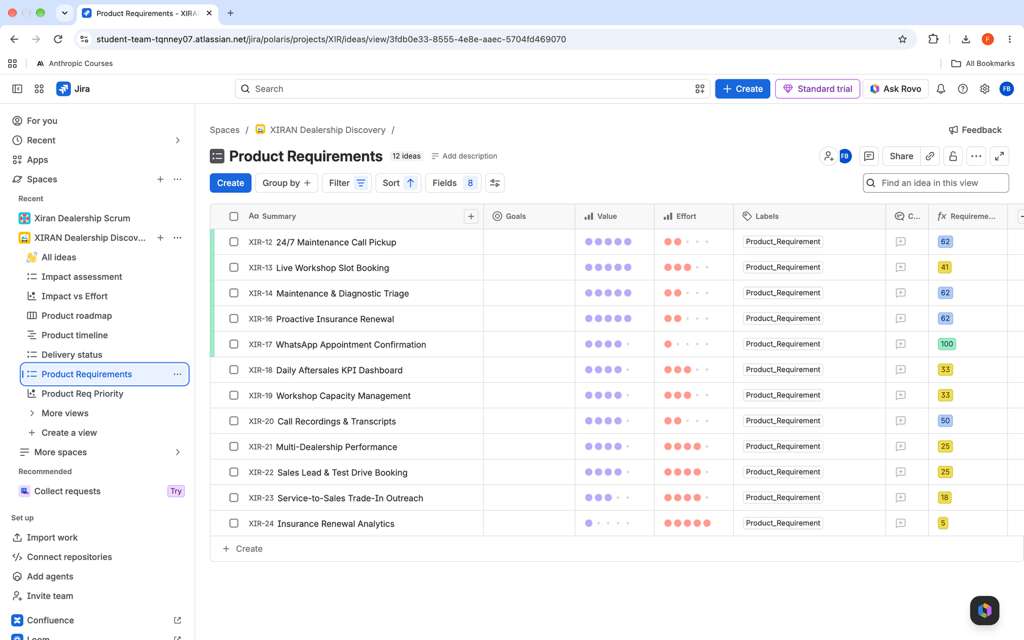 Product Requirements - XIRA
student-team-tqnney07.atlassian.net/jira/polaris/projects/XIR/ideas/view/3fdb0e33-8555-4e8e-aaec-5704fd469070
F
Anthropic Courses
All Bookmarks
Jira
Search
Create
Standard trial
Ask Rovo
FB
For you
Recent
Apps
Spaces
Recent
Xiran Dealership Scrum
XIRAN Dealership Discov...
All ideas
Impact assessment
Impact vs Effort
Product roadmap
Product timeline
Delivery status
Product Requirements
Product Req Priority
More views
Create a view
More spaces
Recommended
Collect requests Try
Set up
Import work
Connect repositories
Add agents
Invite team
Confluence
Loom
Spaces / XIRAN Dealership Discovery /
Feedback
Product Requirements 12 ideas Add description
FB Share
Create Group by Filter Sort Fields 8
Find an idea in this view
Aa Summary Goals Value Effort Labels C... fx Requireme...
XIR-12 24/7 Maintenance Call Pickup Product_Requirement 62
XIR-13 Live Workshop Slot Booking Product_Requirement 41
XIR-14 Maintenance & Diagnostic Triage Product_Requirement 62
XIR-16 Proactive Insurance Renewal Product_Requirement 62
XIR-17 WhatsApp Appointment Confirmation Product_Requirement 100
XIR-18 Daily Aftersales KPI Dashboard Product_Requirement 33
XIR-19 Workshop Capacity Management Product_Requirement 33
XIR-20 Call Recordings & Transcripts Product_Requirement 50
XIR-21 Multi-Dealership Performance Product_Requirement 25
XIR-22 Sales Lead & Test Drive Booking Product_Requirement 25
XIR-23 Service-to-Sales Trade-In Outreach Product_Requirement 18
XIR-24 Insurance Renewal Analytics Product_Requirement 5
Create